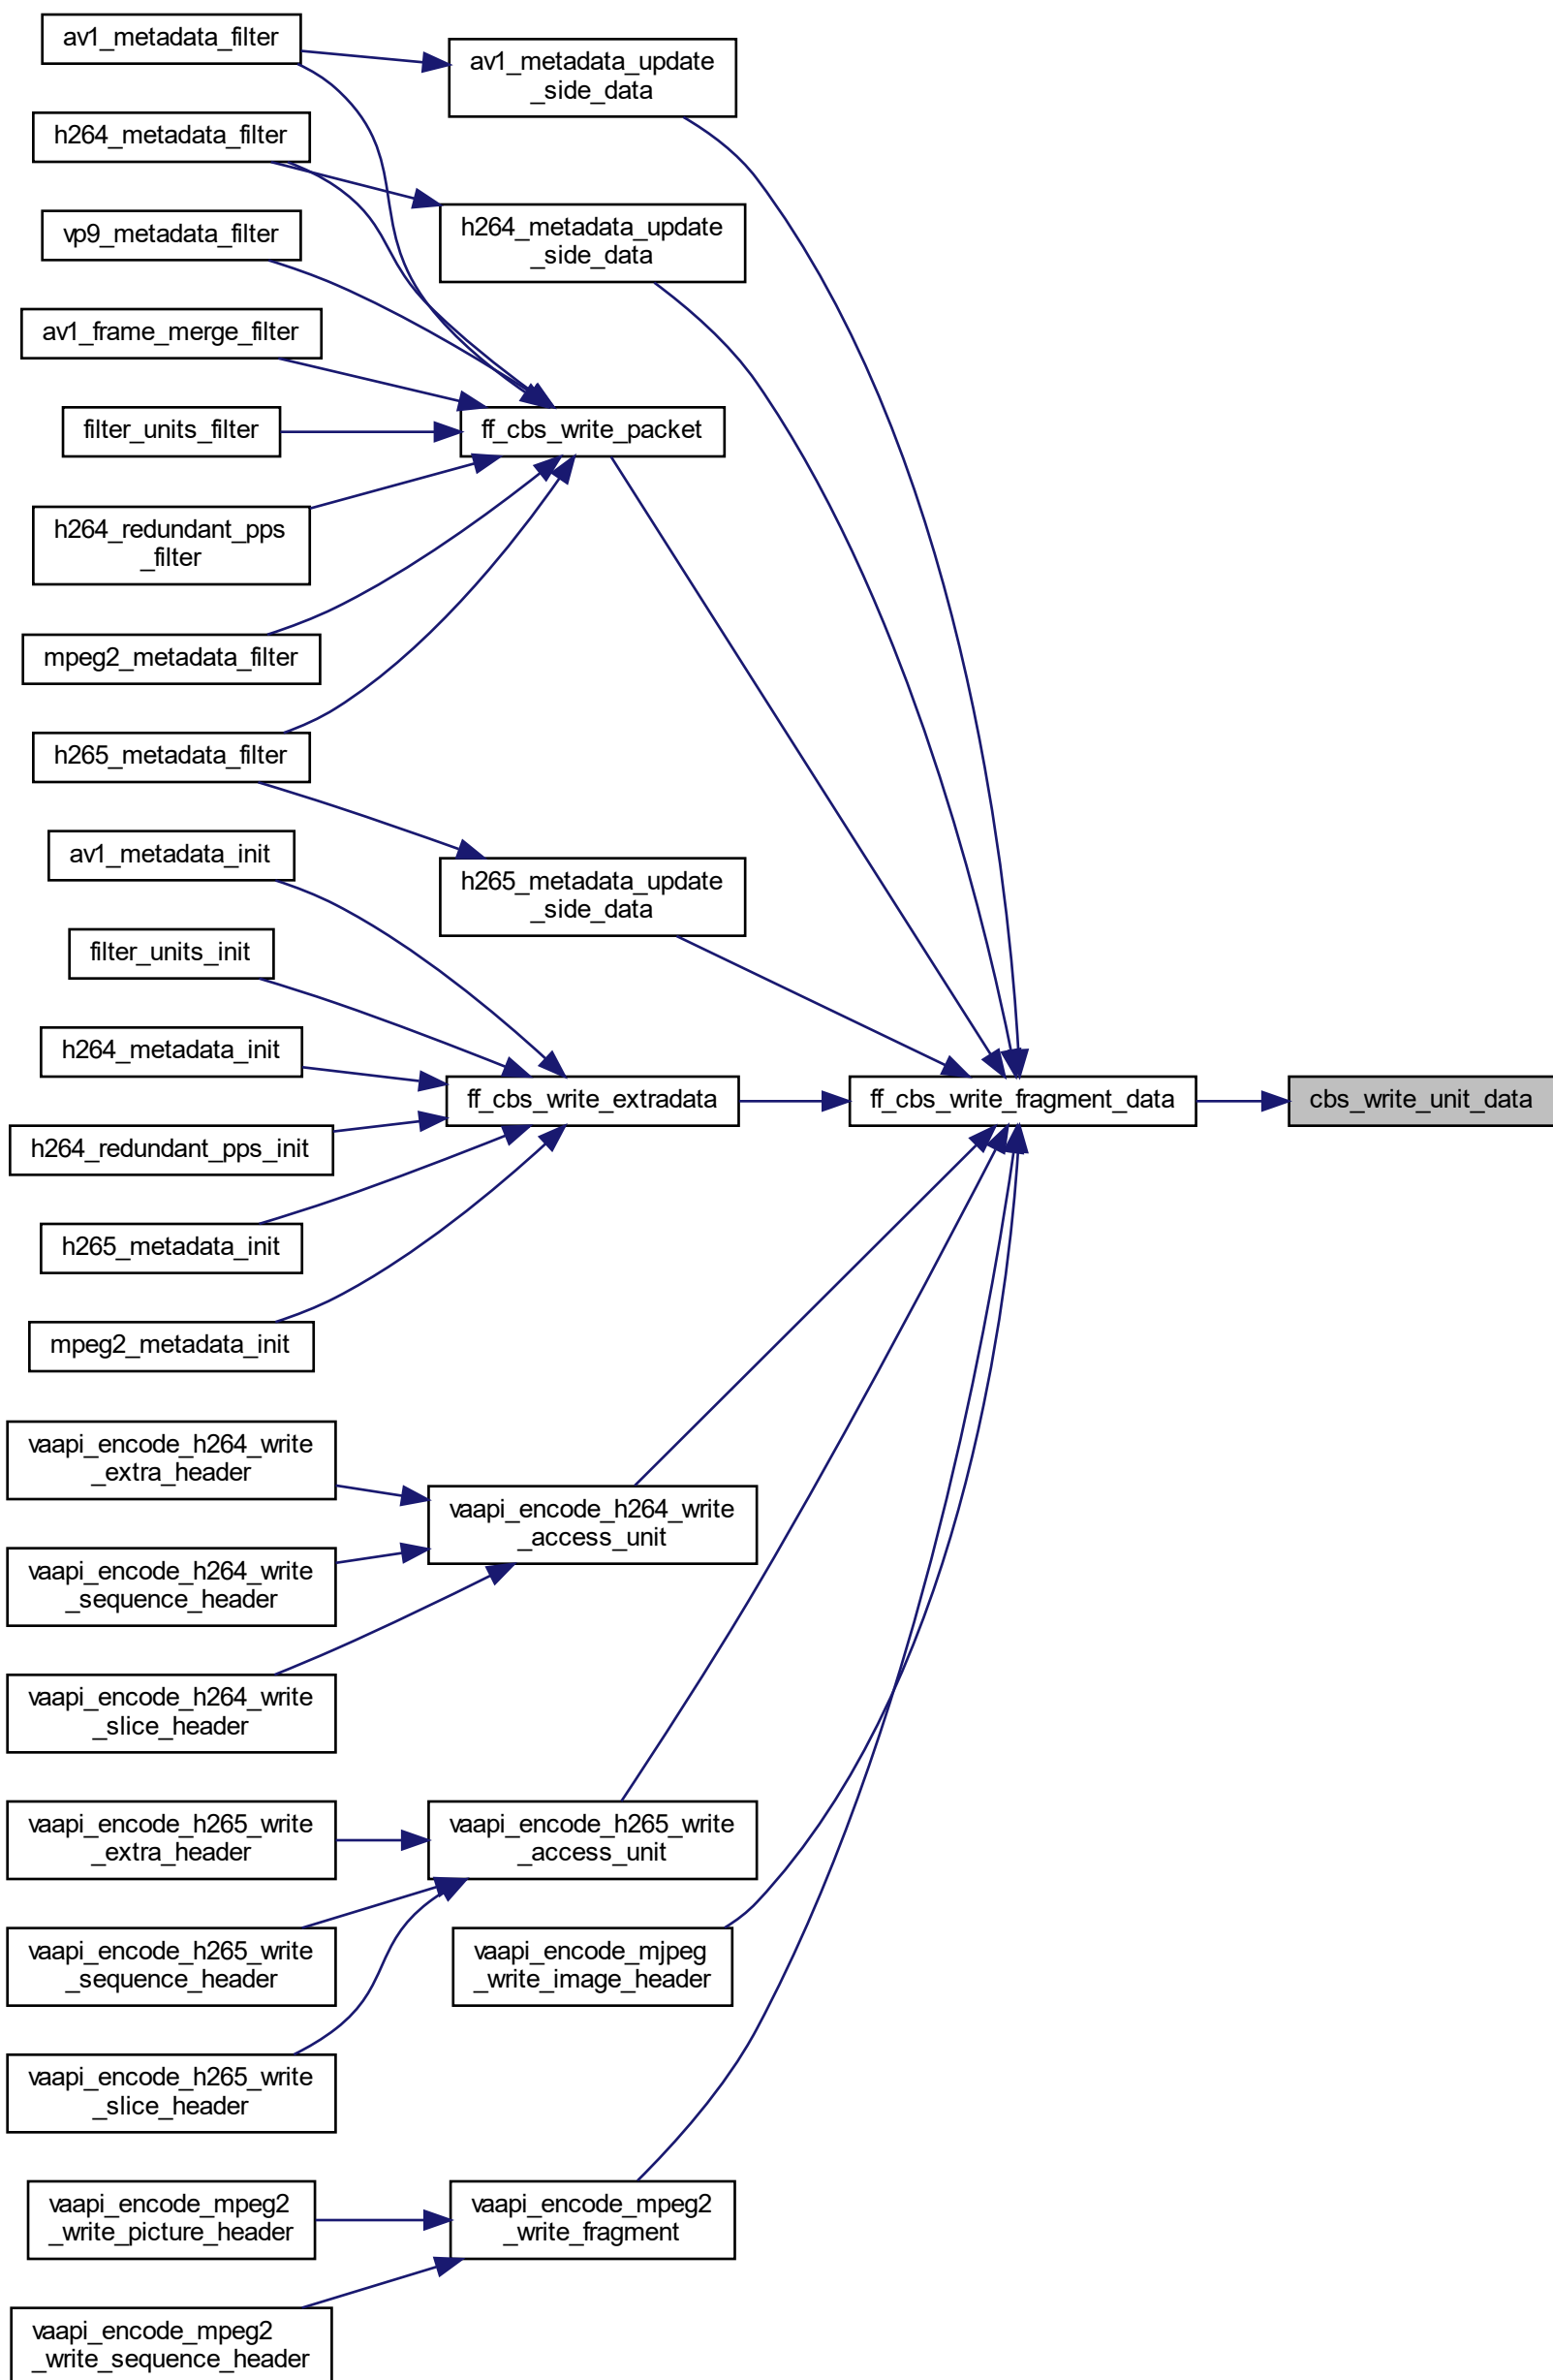 av1_metadata_filter
av1_metadata_update
_side_data
h264_metadata_filter
h264_metadata_update
_side_data
vp9_metadata_filter
av1_frame_merge_filter
ff_cbs_write_packet
filter_units_filter
h264_redundant_pps
_filter
mpeg2_metadata_filter
h265_metadata_filter
av1_metadata_init
h265_metadata_update
_side_data
filter_units_init
h264_metadata_init
ff_cbs_write_extradata
ff_cbs_write_fragment_data
cbs_write_unit_data
h264_redundant_pps_init
h265_metadata_init
mpeg2_metadata_init
vaapi_encode_h264_write
_extra_header
vaapi_encode_h264_write
_access_unit
vaapi_encode_h264_write
_sequence_header
vaapi_encode_h264_write
_slice_header
vaapi_encode_h265_write
_extra_header
vaapi_encode_h265_write
_access_unit
vaapi_encode_h265_write
_sequence_header
vaapi_encode_mjpeg
_write_image_header
vaapi_encode_h265_write
_slice_header
vaapi_encode_mpeg2
_write_picture_header
vaapi_encode_mpeg2
_write_fragment
vaapi_encode_mpeg2
_write_sequence_header